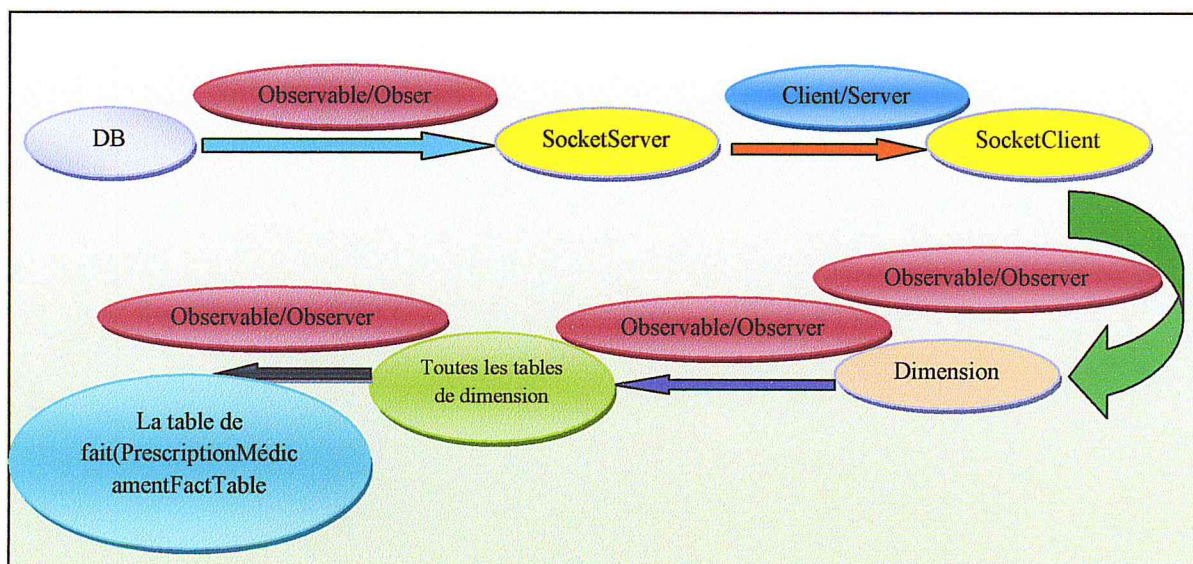 Observable/Obser
Client/Server
DB
SocketServer
SocketClient
Observable/Observer
Observable/Observer
Observable/Observer
Toutes les tables
de dimension
Dimension
La table de
fait(PrescriptionMédic
amentFactTable